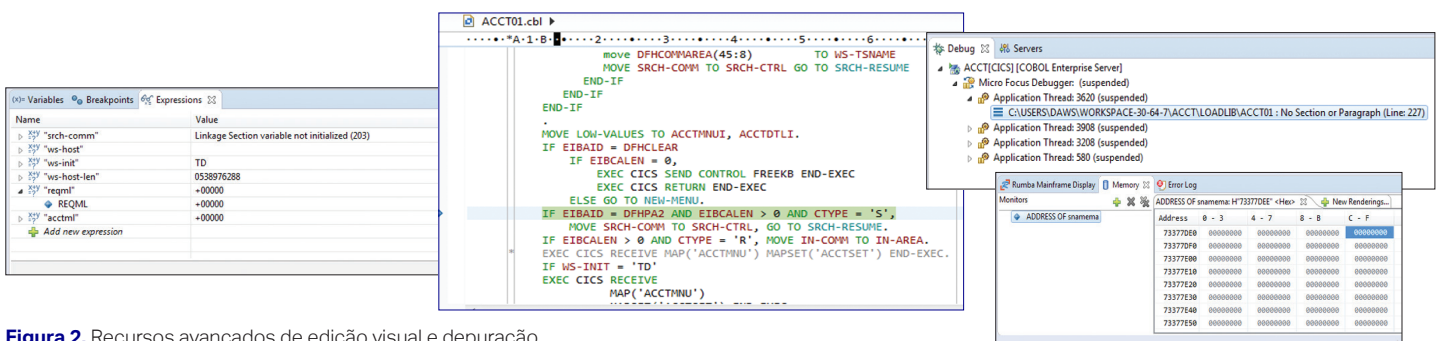 (x)= Variables Breakpoints Expressions
Name Value
"srch-comm" Linkage Section variable not initialized (203)
"ws-host"
"ws-init" TD
"ws-host-len" 0538976288
"reqml" +00000
REQML +00000
"acctml" +00000
Add new expression
ACCT01.cbl
····•·*A·1·B·▪·•····2····•····3····•····4····•····5····•····6····•··
move DFHCOMMAREA(45:8) TO WS-TSNAME
MOVE SRCH-COMM TO SRCH-CTRL GO TO SRCH-RESUME
END-IF
END-IF
END-IF
.
MOVE LOW-VALUES TO ACCTMNUI, ACCTDTLI.
IF EIBAID = DFHCLEAR
IF EIBCALEN = 0,
EXEC CICS SEND CONTROL FREEKB END-EXEC
EXEC CICS RETURN END-EXEC
ELSE GO TO NEW-MENU.
IF EIBAID = DFHPA2 AND EIBCALEN > 0 AND CTYPE = 'S',
MOVE SRCH-COMM TO SRCH-CTRL, GO TO SRCH-RESUME.
IF EIBCALEN > 0 AND CTYPE = 'R', MOVE IN-COMM TO IN-AREA.
* EXEC CICS RECEIVE MAP('ACCTMNU') MAPSET('ACCTSET') END-EXEC.
IF WS-INIT = 'TD'
EXEC CICS RECEIVE
MAP('ACCTMNU')
Debug Servers
ACCT[CICS] [COBOL Enterprise Server]
Micro Focus Debugger: (suspended)
Application Thread: 3620 (suspended)
C:\USERS\DAWS\WORKSPACE-30-64-7\ACCT\LOADLIB\ACCT01 : No Section or Paragraph (Line: 227)
Application Thread: 3908 (suspended)
Application Thread: 3208 (suspended)
Application Thread: 580 (suspended)
Rumba Mainframe Display Memory Error Log
Monitors
ADDRESS OF snamema
ADDRESS OF snamema: H"73377DEE" <Hex> New Renderings...
Address 0 - 3 4 - 7 8 - B C - F
73377DE0 00000000 00000000 00000000 00000000
73377DF0 00000000 00000000 00000000 00000000
73377E00 00000000 00000000 00000000 00000000
73377E10 00000000 00000000 00000000 00000000
73377E20 00000000 00000000 00000000 00000000
73377E30 00000000 00000000 00000000 00000000
73377E40 00000000 00000000 00000000 00000000
73377E50 00000000 00000000 00000000 00000000
Figura 2. Recursos avançados de edição visual e depuração